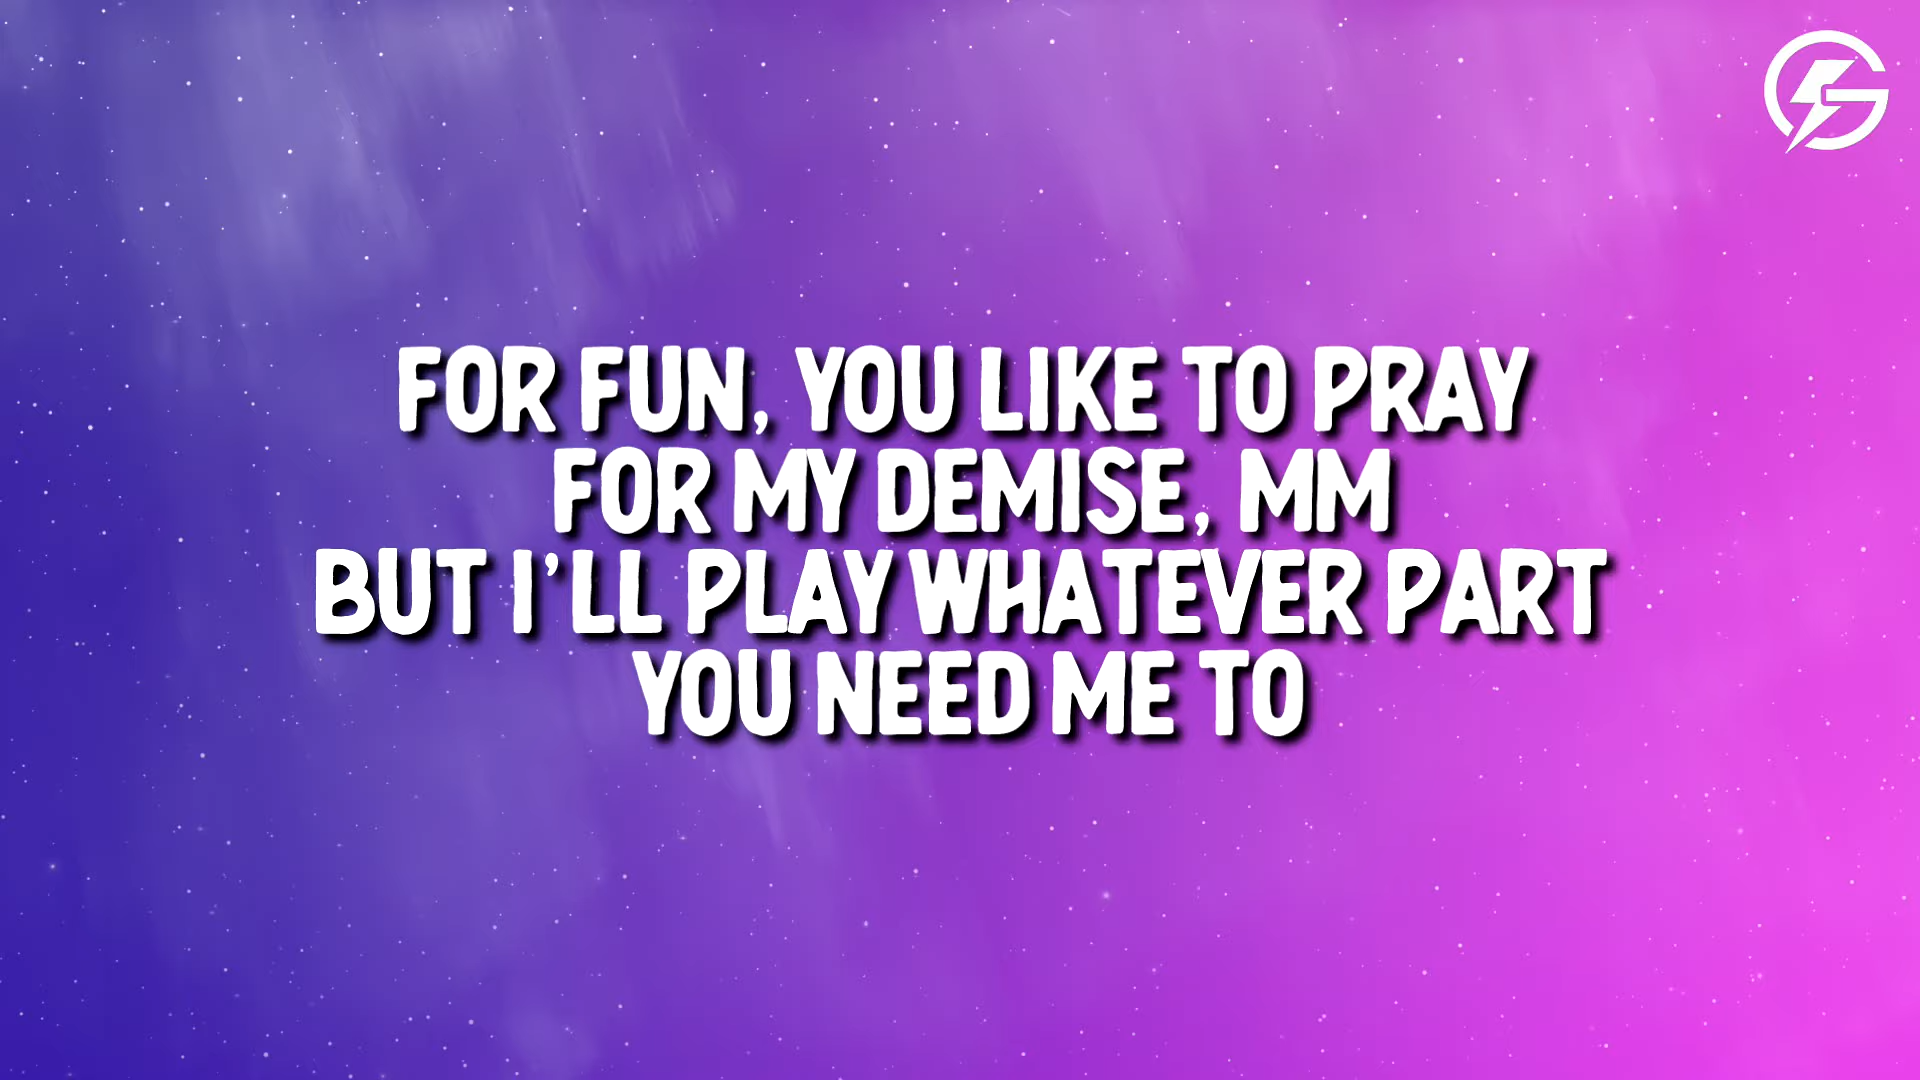 FOR FUN, YOU LIKE TO PRAY
FOR MY DEMISE, MM
BUT I'LL PLAY WHATEVER PART
YOU NEED ME TO